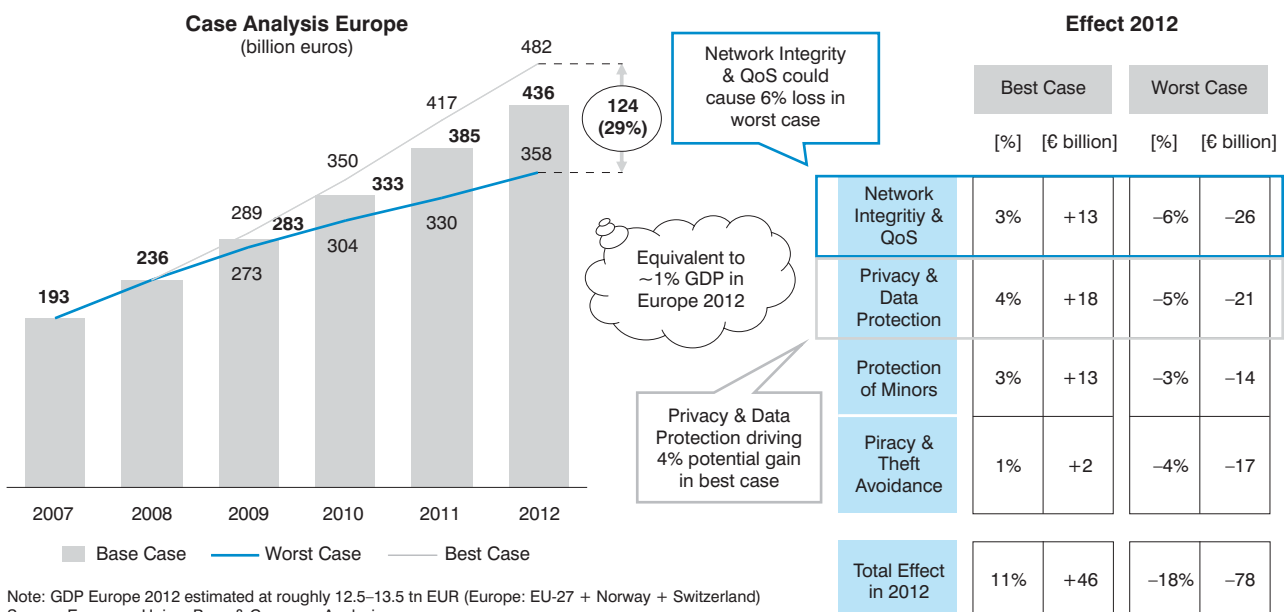 Case Analysis Europe
(billion euros)
482
436
417
385
350
358
333
330
289
283
304
273
236
193
124
(29%)
2007 2008 2009 2010 2011 2012
Base Case Worst Case Best Case
Network Integrity
& QoS could
cause 6% loss in
worst case
Equivalent to
~1% GDP in
Europe 2012
Privacy & Data
Protection driving
4% potential gain
in best case
Effect 2012
Best Case Worst Case
[%] [€ billion] [%] [€ billion]
Network
Integritiy &
QoS
3% +13 –6% –26
Privacy &
Data
Protection
4% +18 –5% –21
Protection
of Minors
3% +13 –3% –14
Piracy &
Theft
Avoidance
1% +2 –4% –17
Total Effect
in 2012
11% +46 –18% –78
Note: GDP Europe 2012 estimated at roughly 12.5–13.5 tn EUR (Europe: EU-27 + Norway + Switzerland)